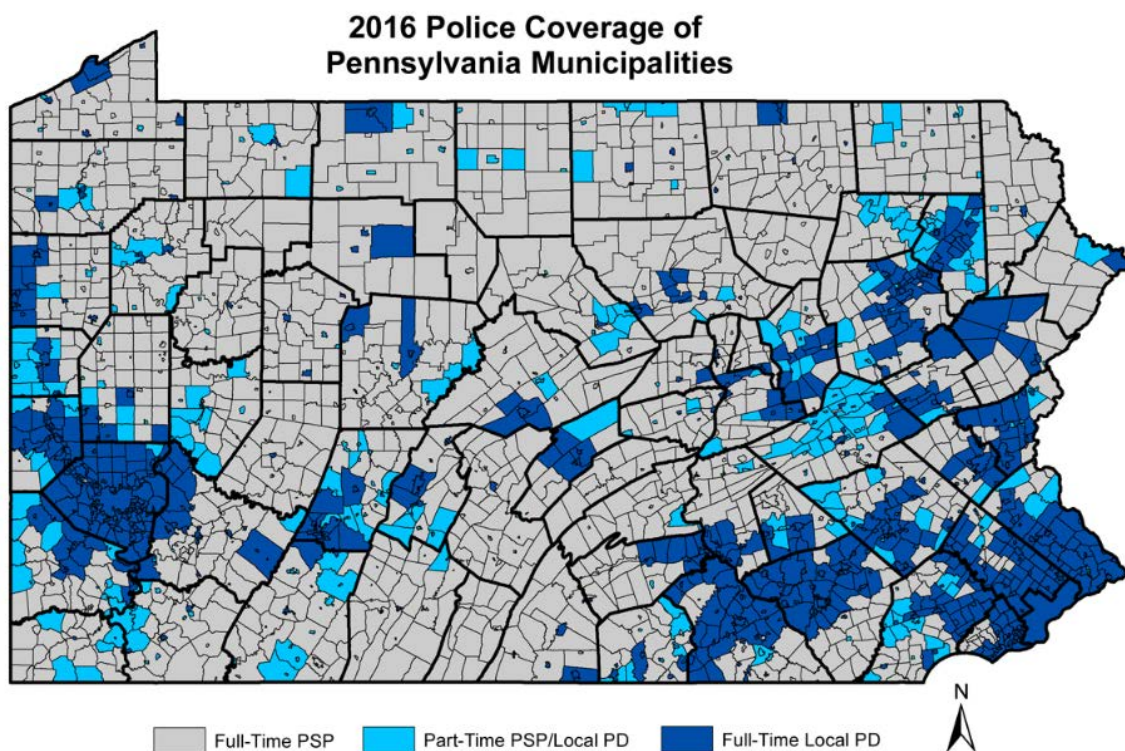 2016 Police Coverage of
Pennsylvania Municipalities
N
Full-Time PSP
Part-Time PSP/Local PD
Full-Time Local PD